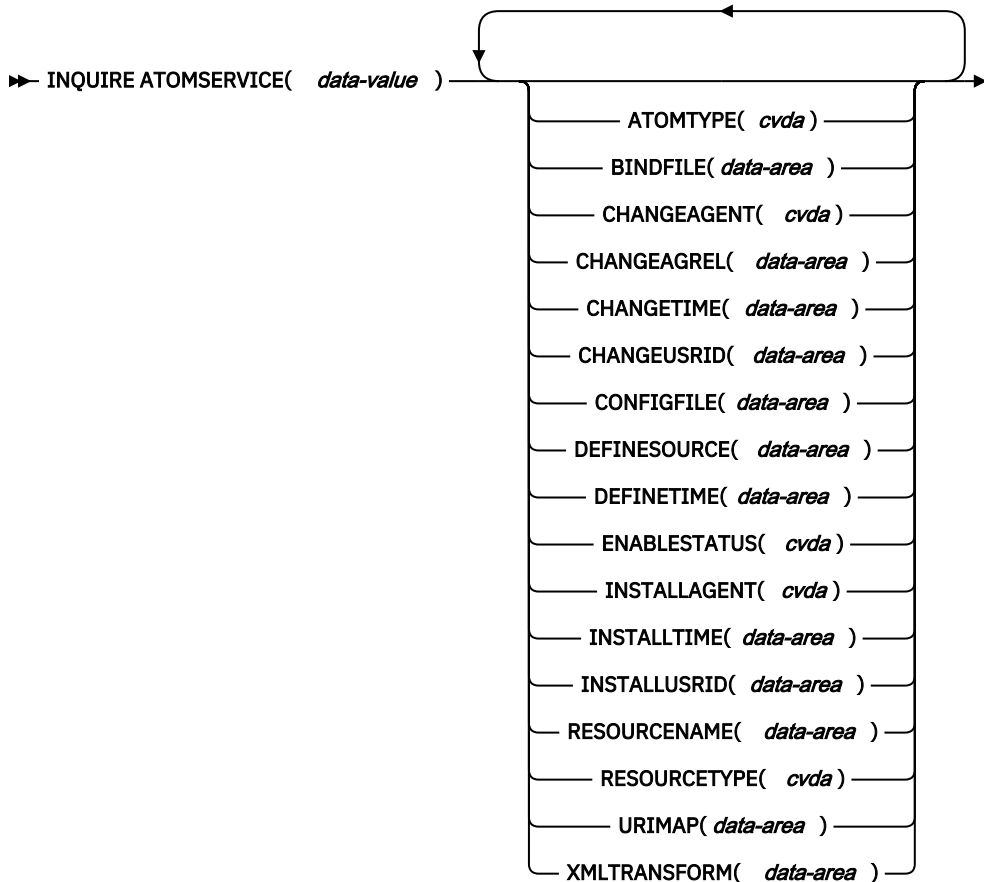 INQUIRE ATOMSERVICE( data-value )
ATOMTYPE( cvda )
BINDFILE( data-area )
CHANGEAGENT( cvda )
CHANGEAGREL( data-area )
CHANGETIME( data-area )
CHANGEUSRID( data-area )
CONFIGFILE( data-area )
DEFINESOURCE( data-area )
DEFINETIME( data-area )
ENABLESTATUS( cvda )
INSTALLAGENT( cvda )
INSTALLTIME( data-area )
INSTALLUSRID( data-area )
RESOURCENAME( data-area )
RESOURCETYPE( cvda )
URIMAP( data-area )
XMLTRANSFORM( data-area )